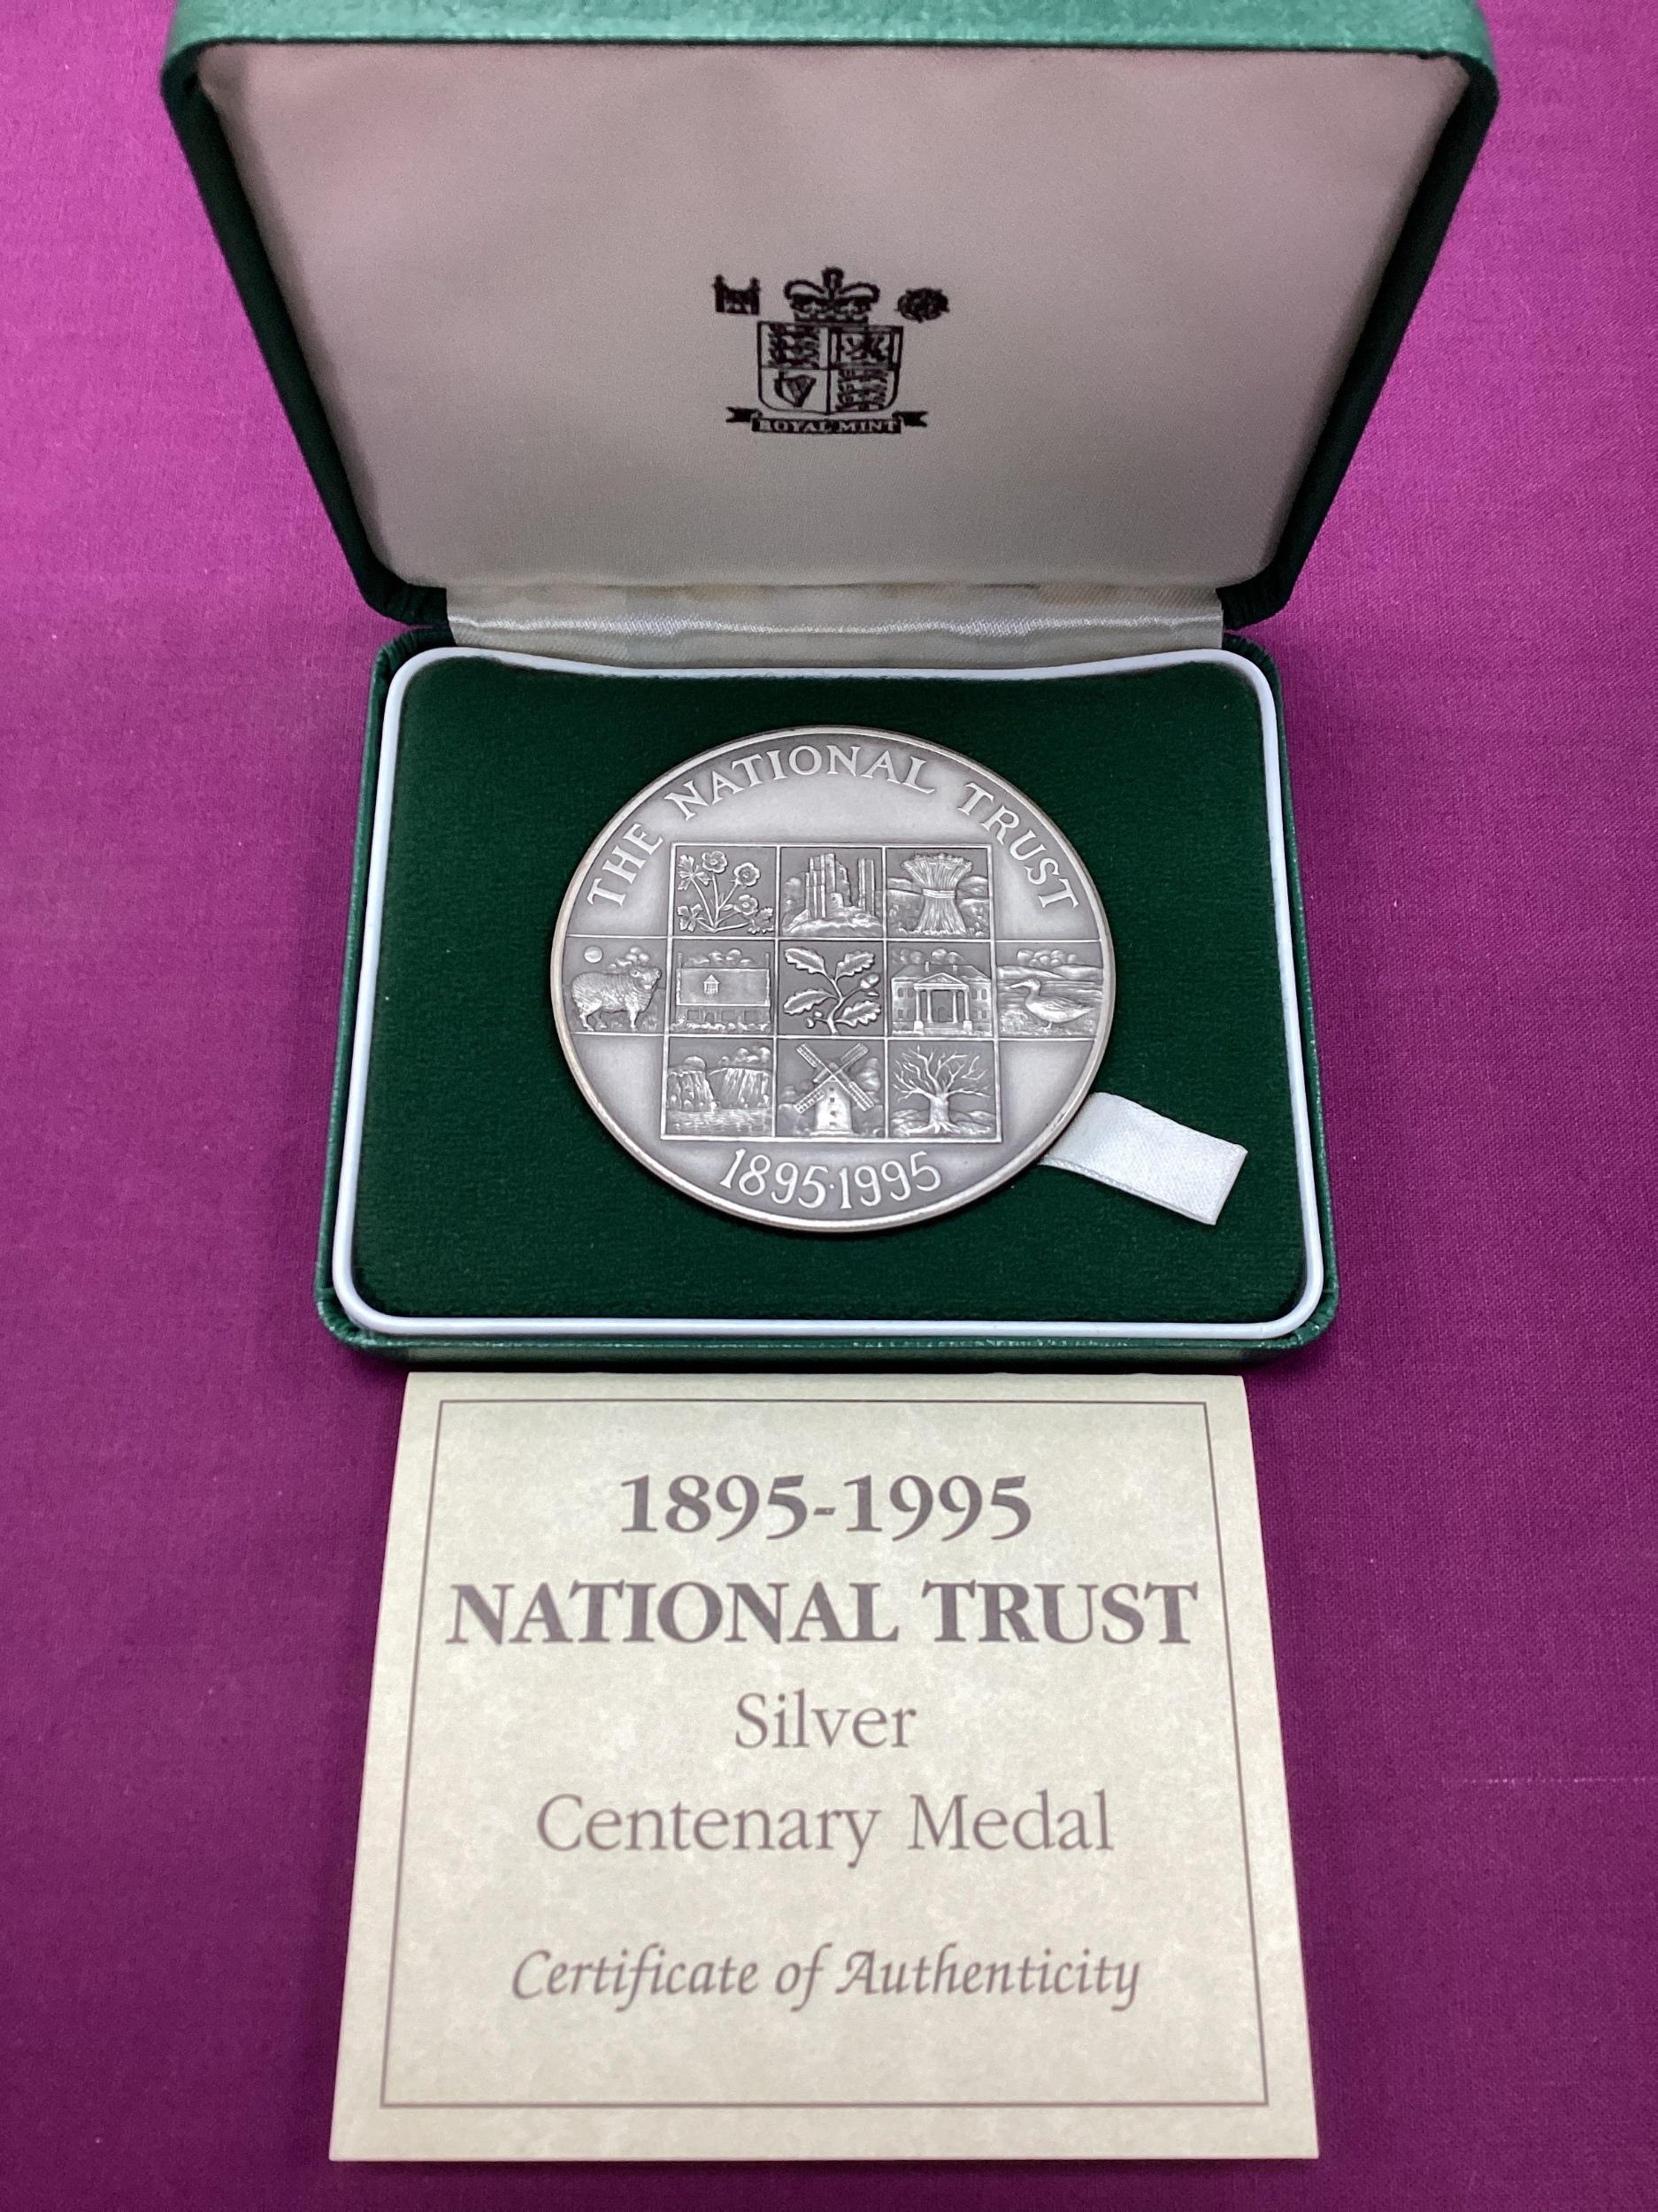 ROYAL MINT
THE NATIONAL TRUST
1895·1995
1895-1995
NATIONAL TRUST
Silver
Centenary Medal
Certificate of Authenticity